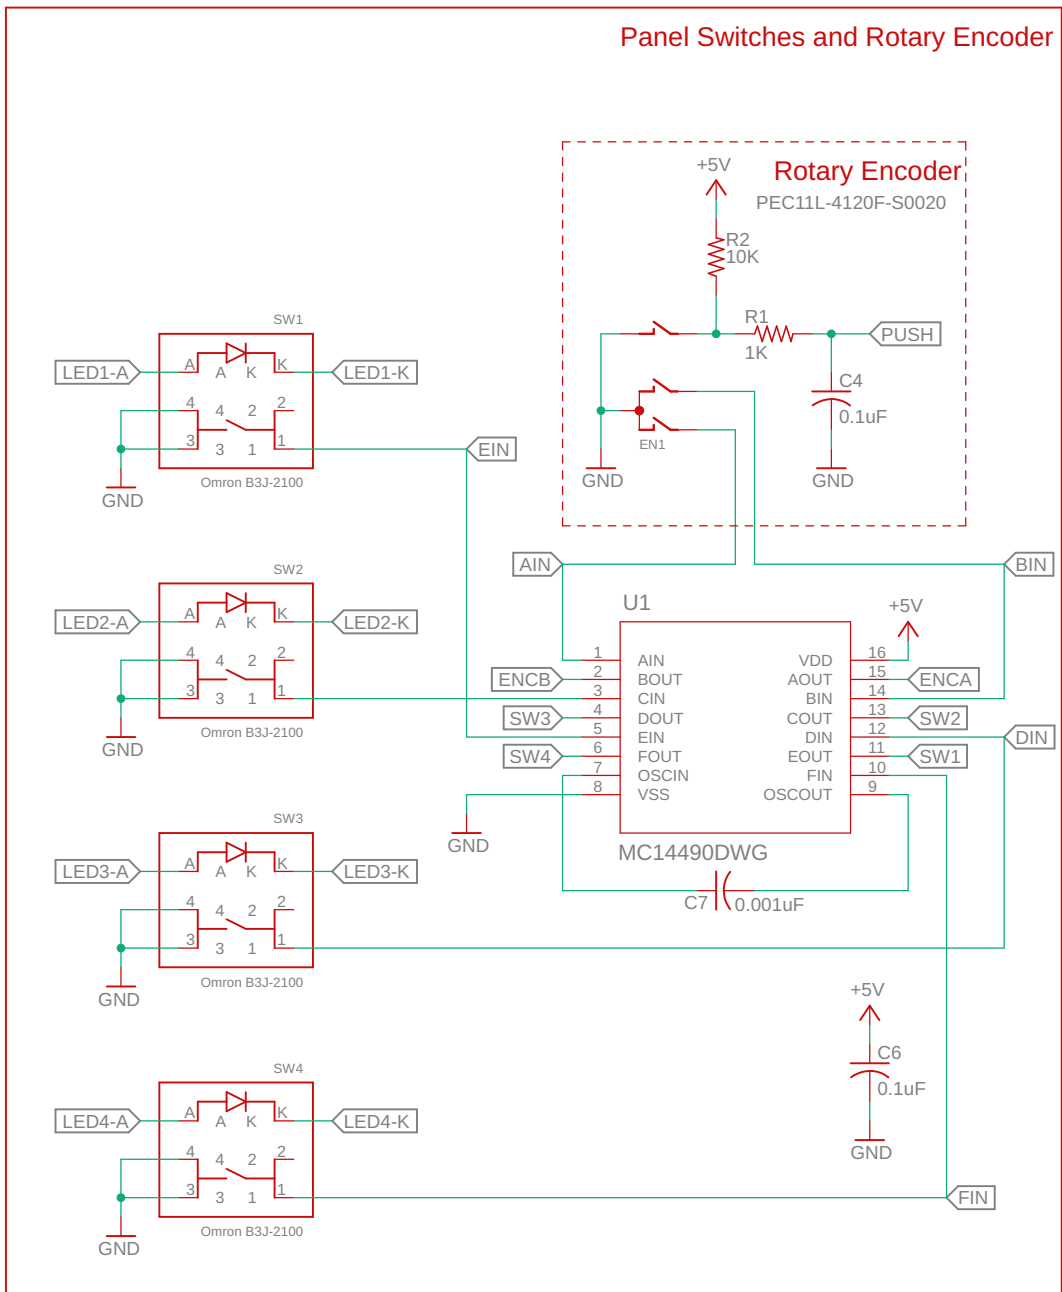 Panel Switches and Rotary Encoder
Rotary Encoder
PEC11L-4120F-S0020
+5V
R2
10K
R1
1K
PUSH
C4
0.1uF
EN1
GND
GND
SW1
LED1-A
A
A K
K
LED1-K
4
4 2
2
3
3 1
1
EIN
GND
Omron B3J-2100
AIN
BIN
SW2
LED2-A
A
A K
K
LED2-K
4
4 2
2
3
3 1
1
GND
Omron B3J-2100
U1
+5V
1 AIN VDD 16
ENCB 2 BOUT AOUT 15 ENCA
3 CIN BIN 14
SW3 4 DOUT COUT 13 SW2
5 EIN DIN 12 DIN
SW4 6 FOUT EOUT 11 SW1
7 OSCIN FIN 10
8 VSS OSCOUT 9
GND
MC14490DWG
C7
0.001uF
SW3
LED3-A
A
A K
K
LED3-K
4
4 2
2
3
3 1
1
GND
Omron B3J-2100
+5V
C6
0.1uF
GND
SW4
LED4-A
A
A K
K
LED4-K
4
4 2
2
3
3 1
1
FIN
GND
Omron B3J-2100